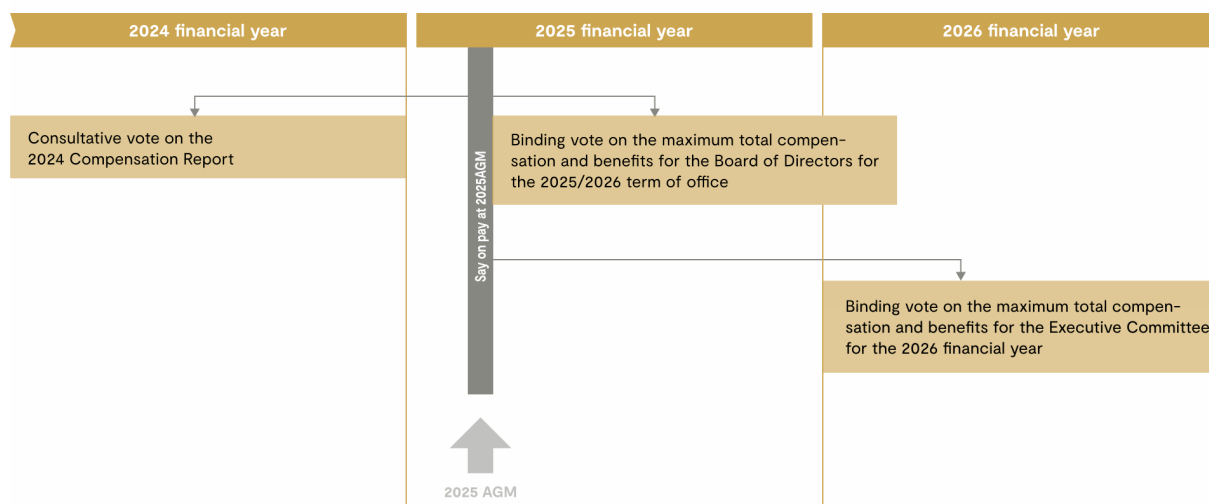 2024 financial year
2025 financial year
2026 financial year
Consultative vote on the
2024 Compensation Report
Say on pay at 2025AGM
Binding vote on the maximum total compen-
sation and benefits for the Board of Directors for
the 2025/2026 term of office
Binding vote on the maximum total compen-
sation and benefits for the Executive Committee
for the 2026 financial year
2025 AGM